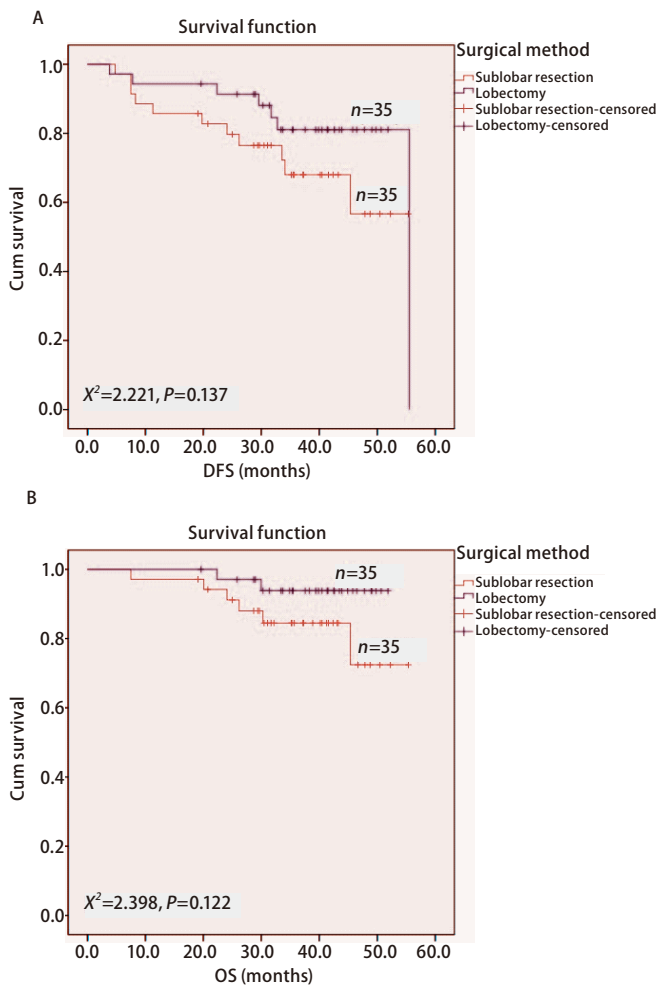 A
Survival function
Surgical method
Sublobar resection
Lobectomy
Sublobar resection-censored
Lobectomy-censored
1.0
0.8
0.6
0.4
0.2
0.0
Cum survival
n=35
n=35
X²=2.221, P=0.137
0.0 10.0 20.0 30.0 40.0 50.0 60.0
DFS (months)
B
Survival function
Surgical method
Sublobar resection
Lobectomy
Sublobar resection-censored
Lobectomy-censored
1.0
0.8
0.6
0.4
0.2
0.0
Cum survival
n=35
n=35
X²=2.398, P=0.122
0.0 10.0 20.0 30.0 40.0 50.0 60.0
OS (months)